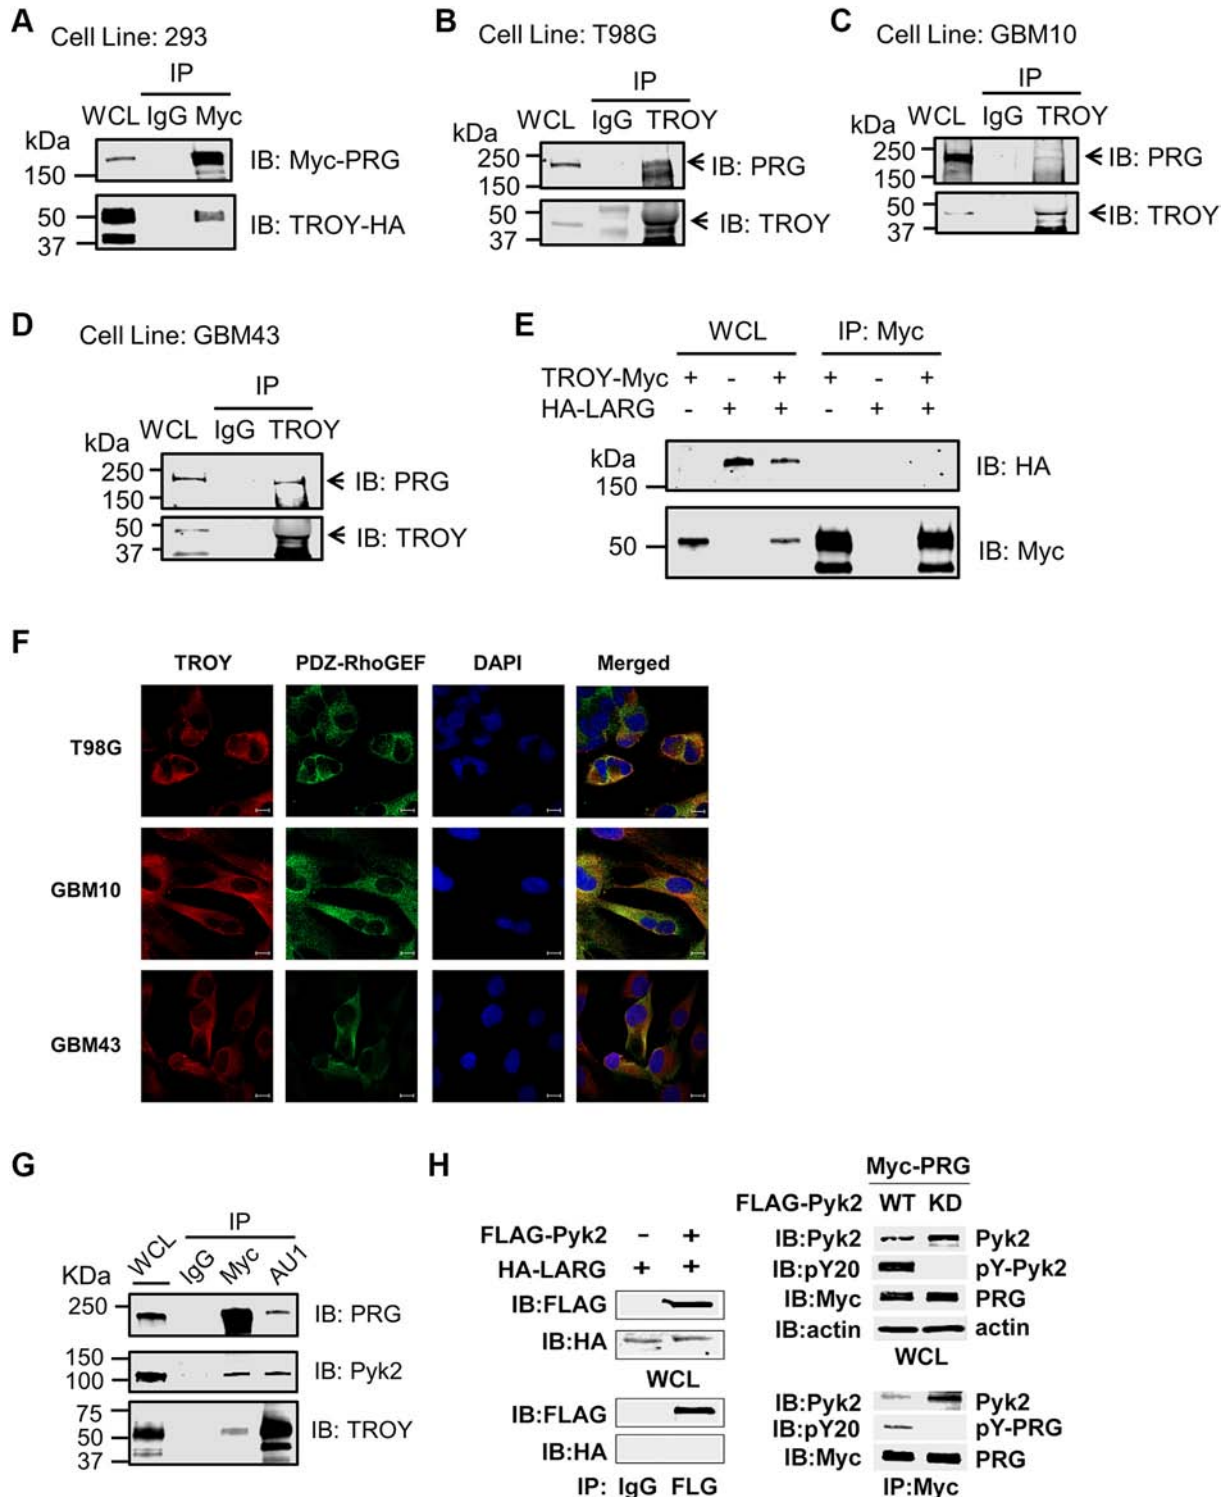 A
Cell Line: 293
IP
WCL IgG Myc
kDa
150
IB: Myc-PRG
50
37
IB: TROY-HA
B
Cell Line: T98G
IP
WCL IgG TROY
kDa
250
150
IB: PRG
50
37
IB: TROY
C
Cell Line: GBM10
IP
WCL IgG TROY
kDa
250
150
IB: PRG
50
37
IB: TROY
D
Cell Line: GBM43
IP
WCL IgG TROY
kDa
250
150
IB: PRG
50
37
IB: TROY
E
WCL IP: Myc
TROY-Myc + - + + - +
HA-LARG - + + - + +
kDa
150
IB: HA
50
IB: Myc
F
TROY PDZ-RhoGEF DAPI Merged
T98G
GBM10
GBM43
G
IP
WCL IgG Myc AU1
KDa
250
IB: PRG
150
100
IB: Pyk2
75
50
37
IB: TROY
H
FLAG-Pyk2 - +
HA-LARG + +
IB:FLAG
IB:HA
WCL
IB:FLAG
IB:HA
IP: IgG FLG
Myc-PRG
FLAG-Pyk2 WT KD
IB:Pyk2 Pyk2
IB:pY20 pY-Pyk2
IB:Myc PRG
IB:actin actin
WCL
IB:Pyk2 Pyk2
IB:pY20 pY-PRG
IB:Myc PRG
IP:Myc